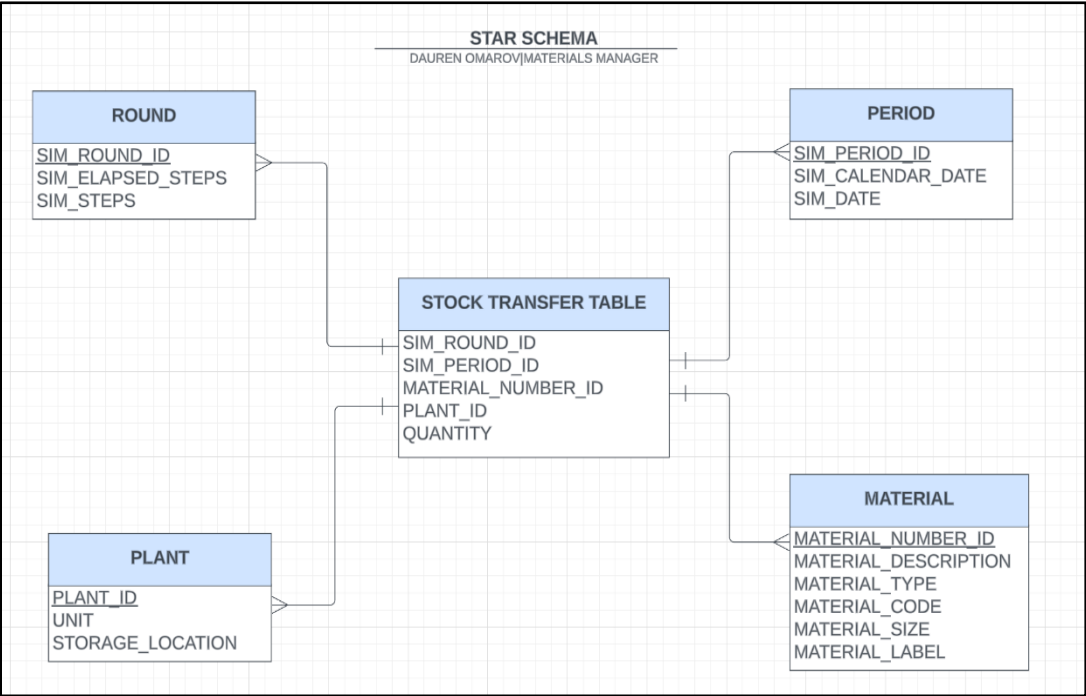 STAR SCHEMA
DAUREN OMAROV|MATERIALS MANAGER
ROUND
SIM_ROUND_ID
SIM_ELAPSED_STEPS
SIM_STEPS
PERIOD
SIM_PERIOD_ID
SIM_CALENDAR_DATE
SIM_DATE
STOCK TRANSFER TABLE
SIM_ROUND_ID
SIM_PERIOD_ID
MATERIAL_NUMBER_ID
PLANT_ID
QUANTITY
PLANT
PLANT_ID
UNIT
STORAGE_LOCATION
MATERIAL
MATERIAL_NUMBER_ID
MATERIAL_DESCRIPTION
MATERIAL_TYPE
MATERIAL_CODE
MATERIAL_SIZE
MATERIAL_LABEL